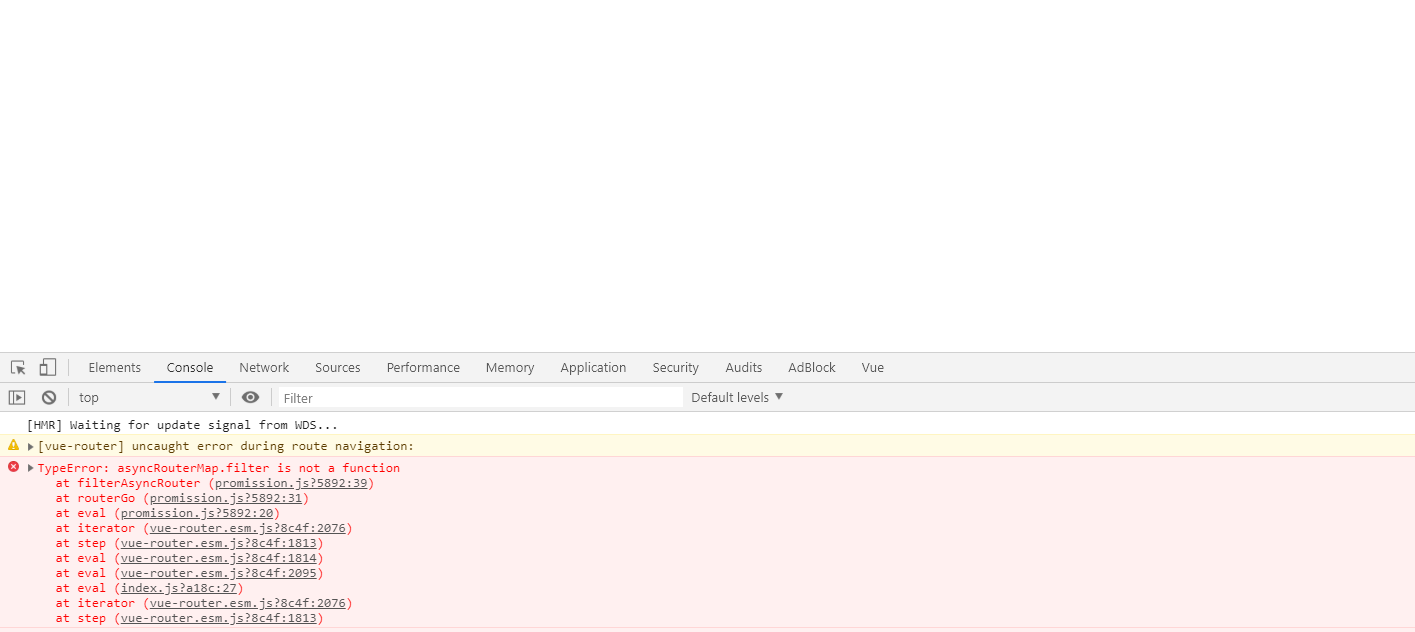 Elements Console Network Sources Performance Memory Application Security Audits AdBlock Vue
top Filter Default levels
[HMR] Waiting for update signal from WDS...
[vue-router] uncaught error during route navigation:
TypeError: asyncRouterMap.filter is not a function
at filterAsyncRouter (promission.js?5892:39)
at routerGo (promission.js?5892:31)
at eval (promission.js?5892:20)
at iterator (vue-router.esm.js?8c4f:2076)
at step (vue-router.esm.js?8c4f:1813)
at eval (vue-router.esm.js?8c4f:1814)
at eval (vue-router.esm.js?8c4f:2095)
at eval (index.js?a18c:27)
at iterator (vue-router.esm.js?8c4f:2076)
at step (vue-router.esm.js?8c4f:1813)